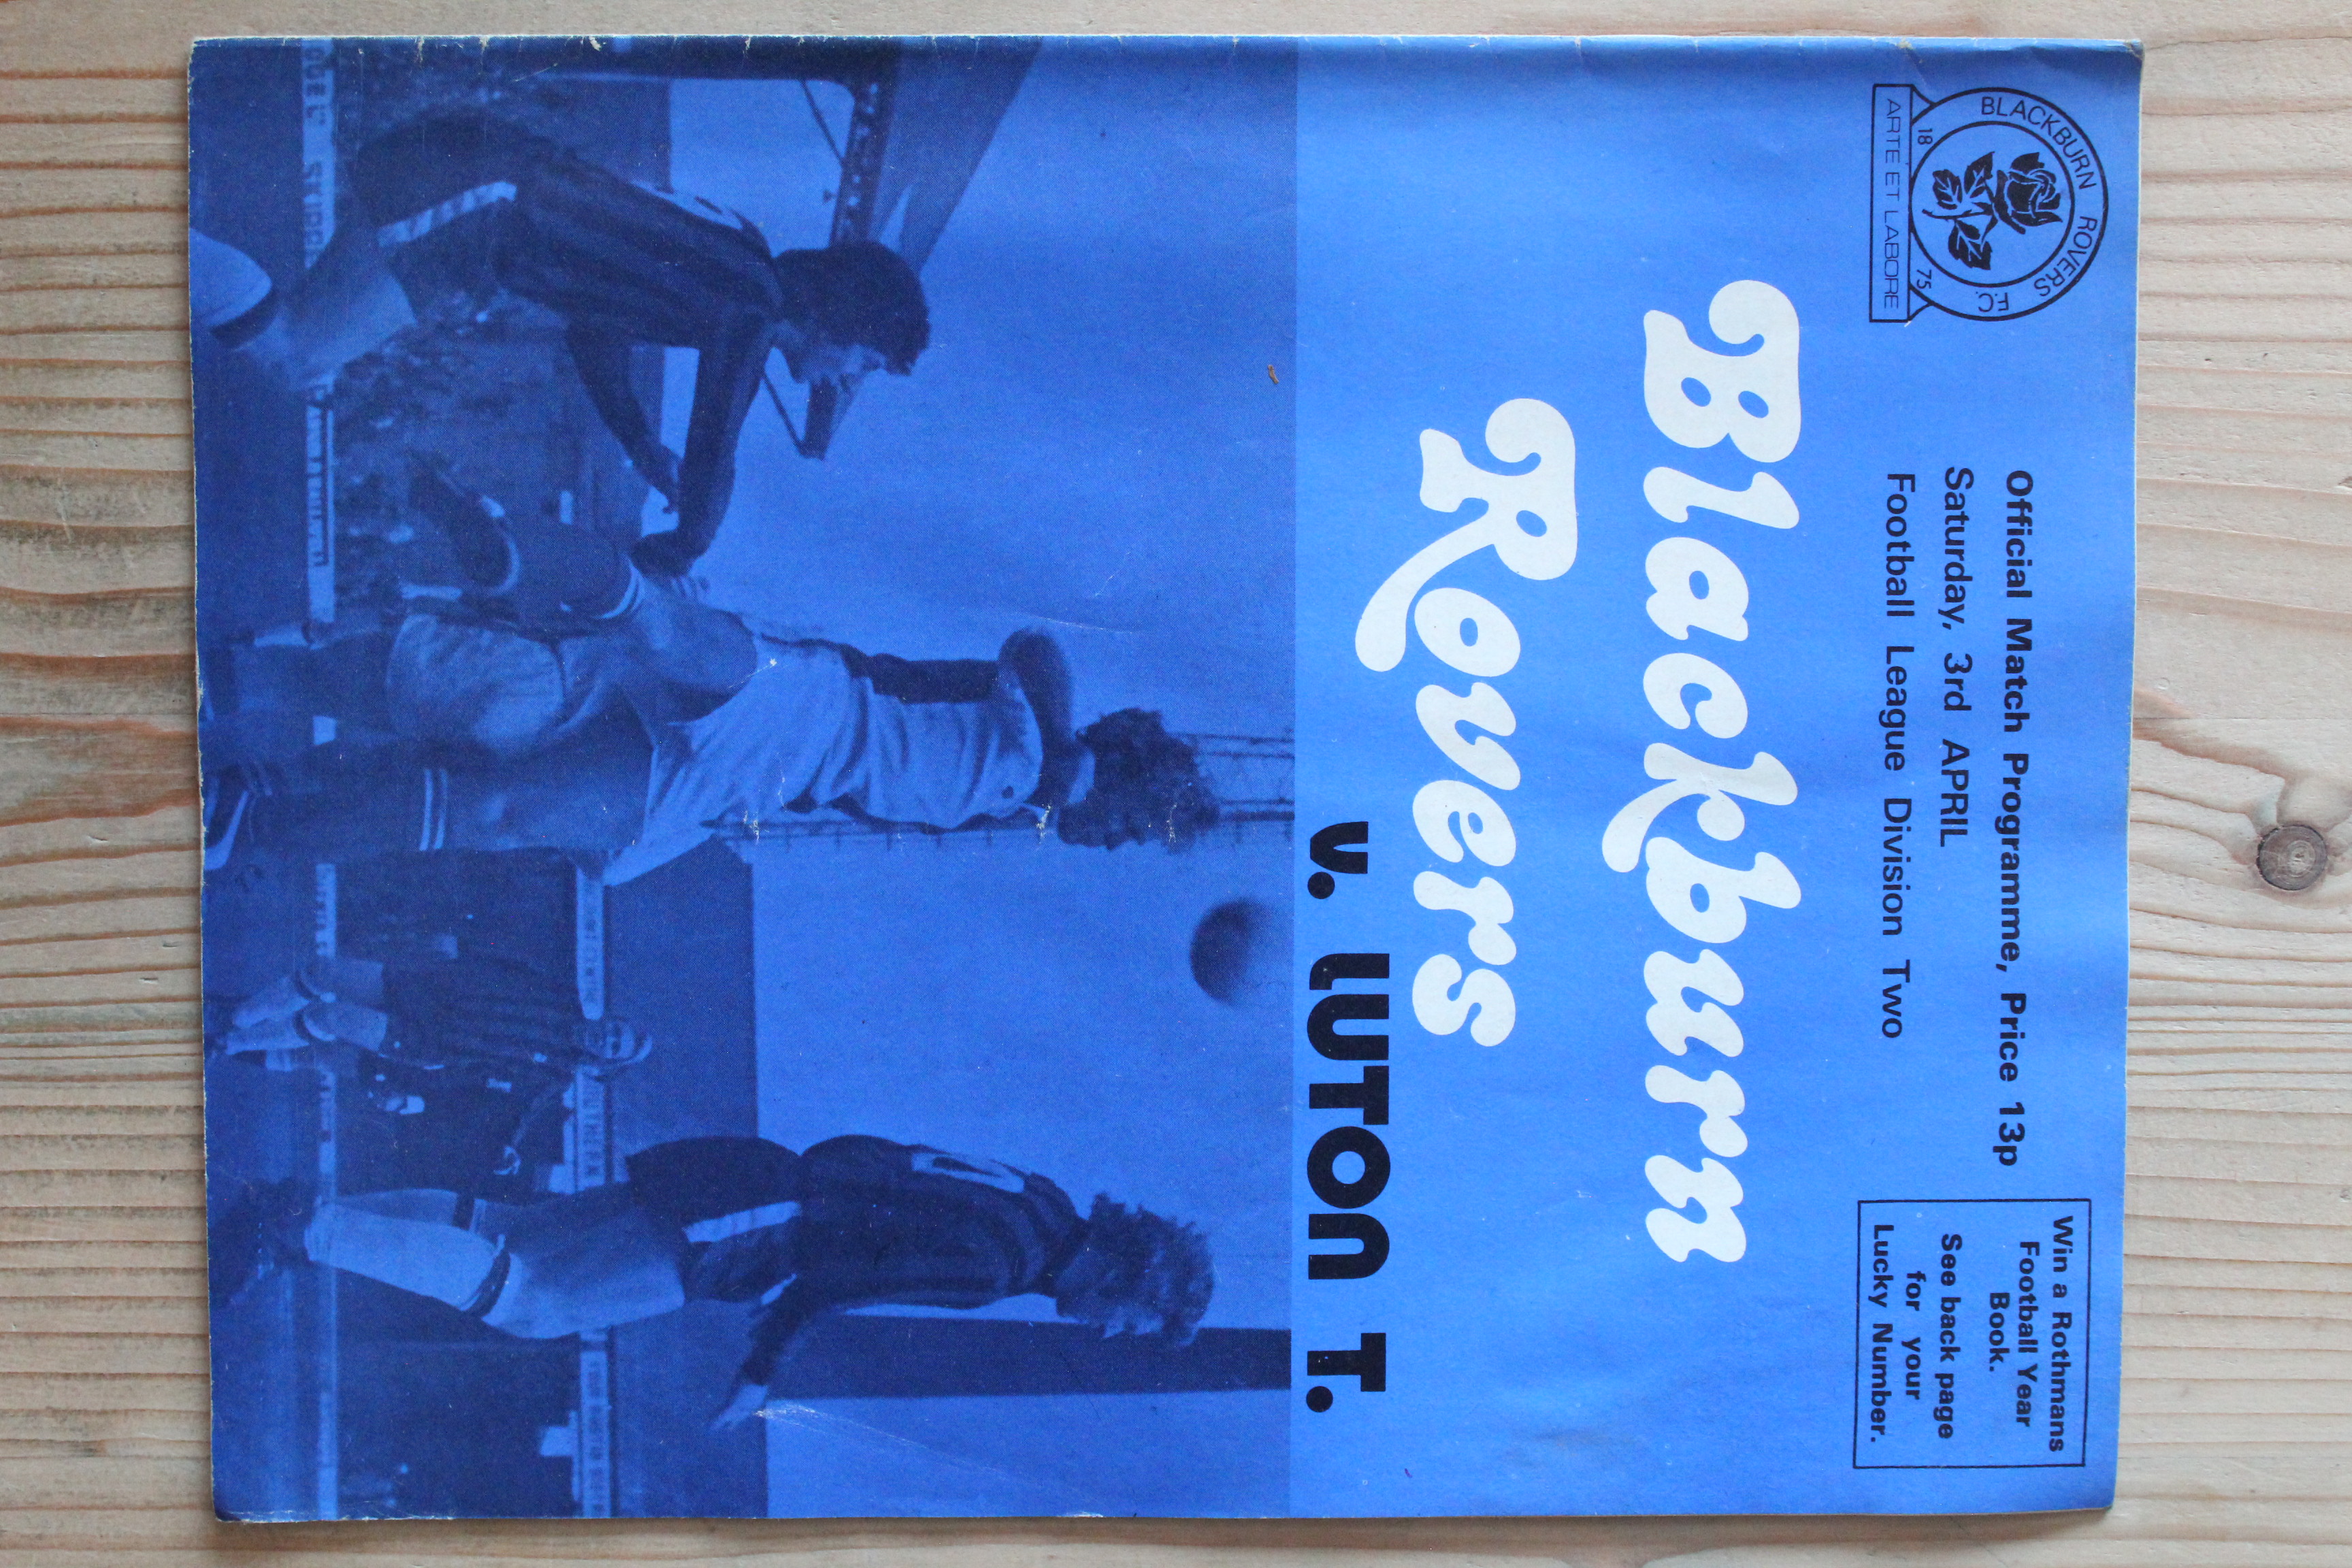 BLACKBURN ROVERS F.C.
18 75
ARTE ET LABORE
Official Match Programme, Price 13p
Saturday, 3rd APRIL
Football League Division Two
Win a Rothmans
Football Year
Book.
See back page
for your
Lucky Number.
Blackburn
Rovers
v. LUTON T.